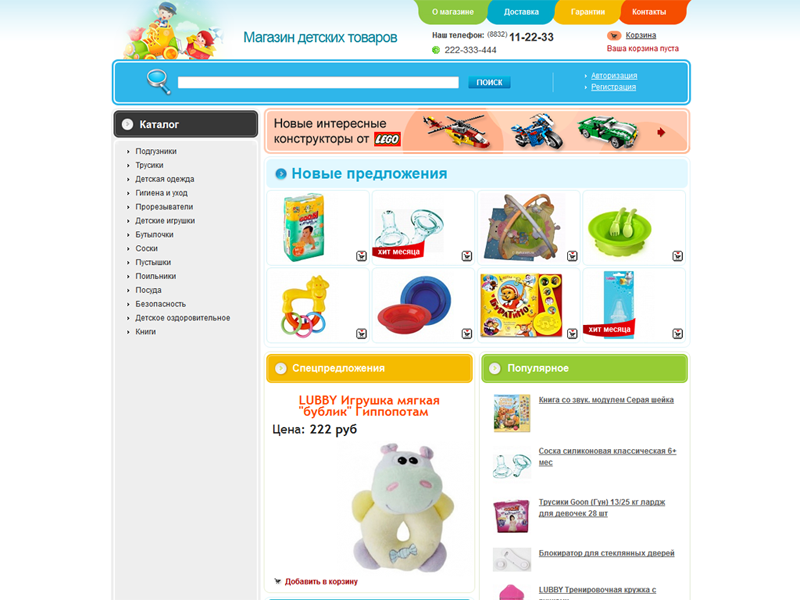 О магазине
Доставка
Гарантия
Контакты
Магазин детских товаров
Наш телефон: (8832) 11-22-33
222-333-444
Корзина
Ваша корзина пуста
ПОИСК
Авторизация
Регистрация
Каталог
Подгузники
Трусики
Детская одежда
Гигиена и уход
Прорезыватели
Детские игрушки
Бутылочки
Соски
Пустышки
Поильники
Посуда
Безопасность
Детское оздоровительное
Книги
Новые интересные
конструкторы от LEGO
Новые предложения
хит месяца
БУРАТИНО
хит месяца
Спецпредложения
LUBBY Игрушка мягкая
"бублик" Гиппопотам
Цена: 222 руб
Добавить в корзину
Популярное
Книга со звук. модулем Серая шейка
Соска силиконовая классическая 6+
мес
Трусики Goon (Гун) 13/25 кг лардж
для девочек 28 шт
Блокиратор для стеклянных дверей
LUBBY Тренировочная кружка с